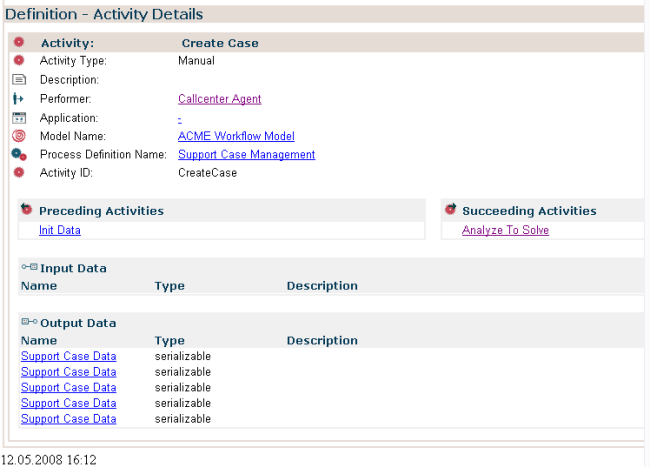 Definition - Activity Details
Activity: Create Case
Activity Type: Manual
Description:
Performer: Callcenter Agent
Application: -
Model Name: ACME Workflow Model
Process Definition Name: Support Case Management
Activity ID: CreateCase
Preceding Activities Succeeding Activities
Init Data Analyze To Solve
Input Data
Name Type Description
Output Data
Name Type Description
Support Case Data serializable
Support Case Data serializable
Support Case Data serializable
Support Case Data serializable
Support Case Data serializable
12.05.2008 16:12